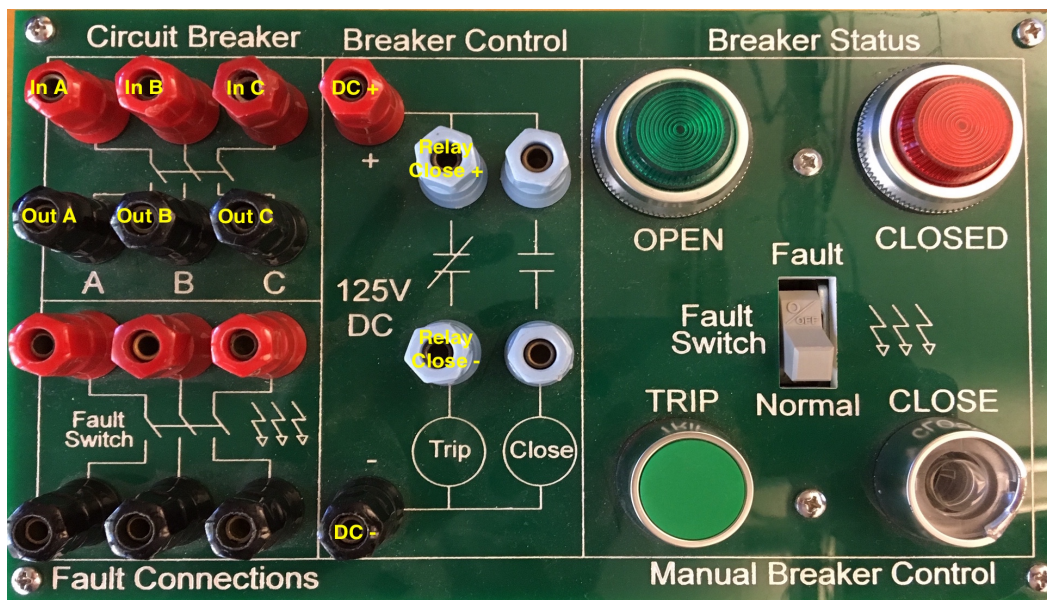 Circuit Breaker
Breaker Control
Breaker Status
In A
In B
In C
DC +
+
Relay
Close +
Out A
Out B
Out C
A
B
C
OPEN
CLOSED
125V
DC
Fault
Fault
Switch
OFF
Normal
Relay
Close -
Fault
Switch
Trip
Close
-
DC -
TRIP
CLOSE
Fault Connections
Manual Breaker Control